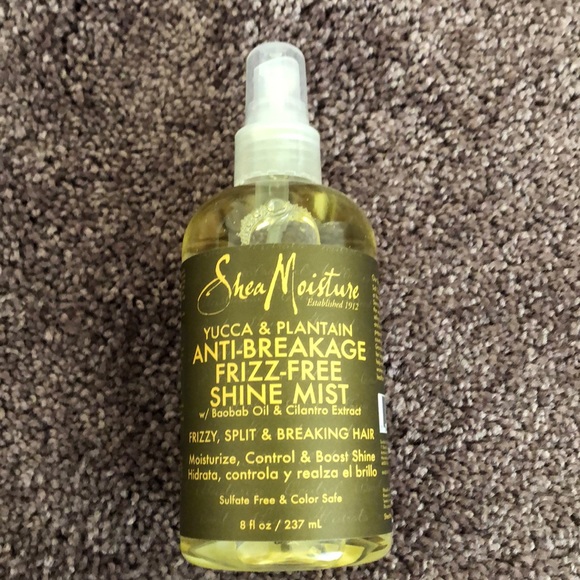 SheaMoisture
Established 1912
YUCCA & PLANTAIN
ANTI-BREAKAGE
FRIZZ-FREE
SHINE MIST
w/ Baobab Oil & Cilantro Extract
FRIZZY, SPLIT & BREAKING HAIR
Moisturize, Control & Boost Shine
Hidrata, controla y realza el brillo
Sulfate Free & Color Safe
8 fl oz / 237 mL